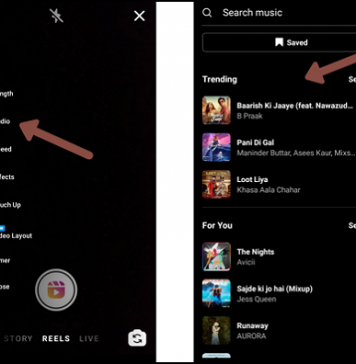 ngth
dio
eed
fects
uch Up
deo Layout
mer
ose
STORY REELS LIVE
Search music
Saved
Trending Se
Baarish Ki Jaaye (feat. Nawazud...
B Praak
Pani Di Gal
Maninder Buttar, Asees Kaur, Mixs...
Loot Liya
Khasa Aala Chahar
For You Se
The Nights
Avicii
Sajde ki jo hai (Mixup)
Jess Queen
Runaway
AURORA